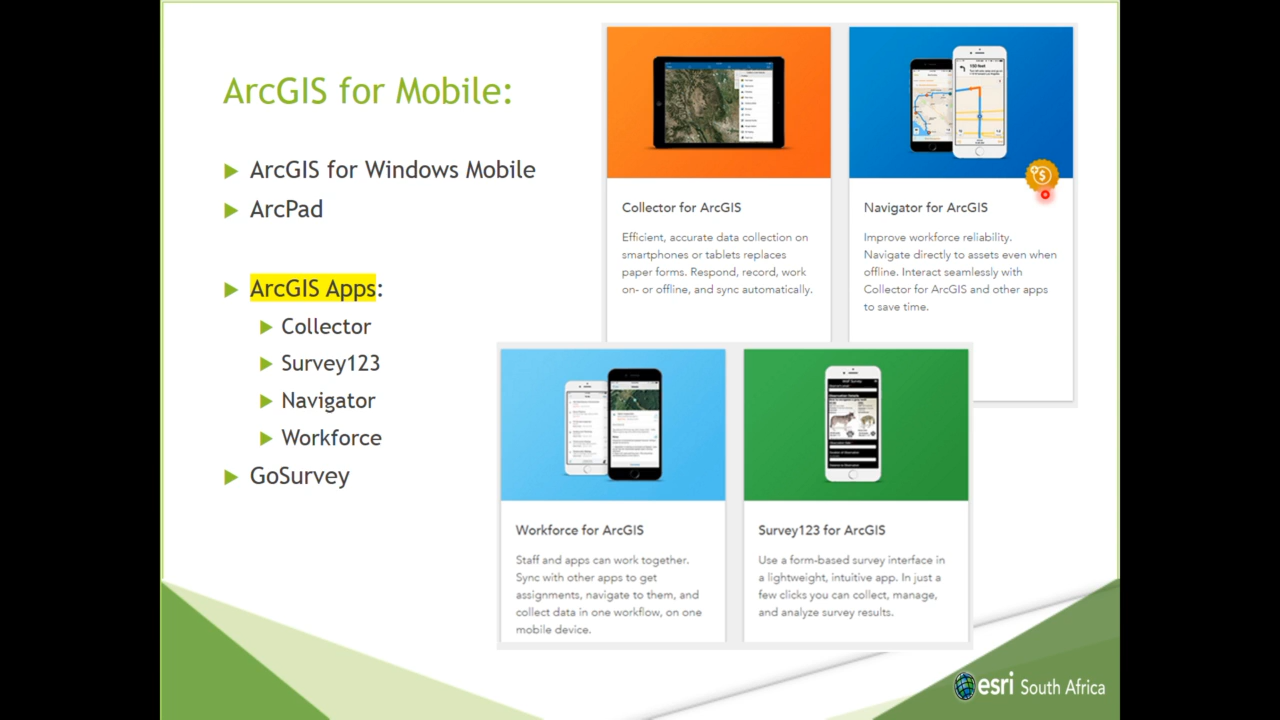 ArcGIS for Mobile:
ArcGIS for Windows Mobile
ArcPad
ArcGIS Apps:
Collector
Survey123
Navigator
Workforce
GoSurvey
Collector for ArcGIS
Efficient, accurate data collection on
smartphones or tablets replaces
paper forms. Respond, record, work
on- or offline, and sync automatically.
Navigator for ArcGIS
Improve workforce reliability.
Navigate directly to assets even when
offline. Interact seamlessly with
Collector for ArcGIS and other apps
to save time.
Workforce for ArcGIS
Staff and apps can work together.
Sync with other apps to get
assignments, navigate to them, and
collect data in one workflow, on one
mobile device.
Survey123 for ArcGIS
Use a form-based survey interface in
a lightweight, intuitive app. In just a
few clicks you can collect, manage,
and analyze survey results.
esri South Africa